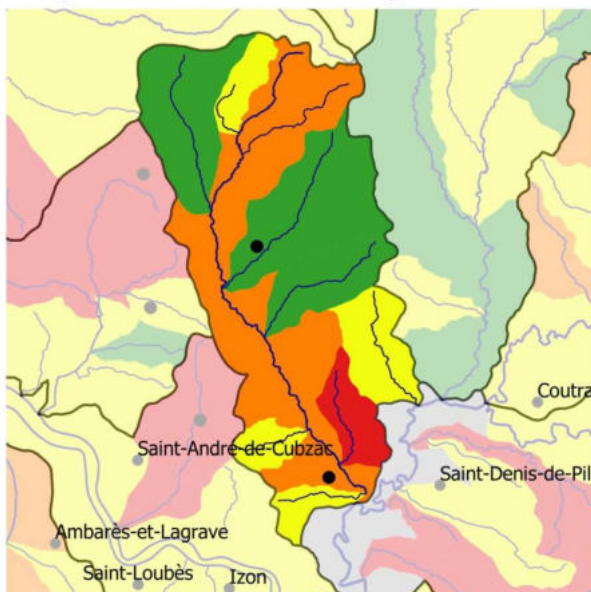 Coutra
Saint-André-de-Cubzac
Saint-Denis-de-Pil
Ambarès-et-Lagrave
Saint-Loubès
Izon